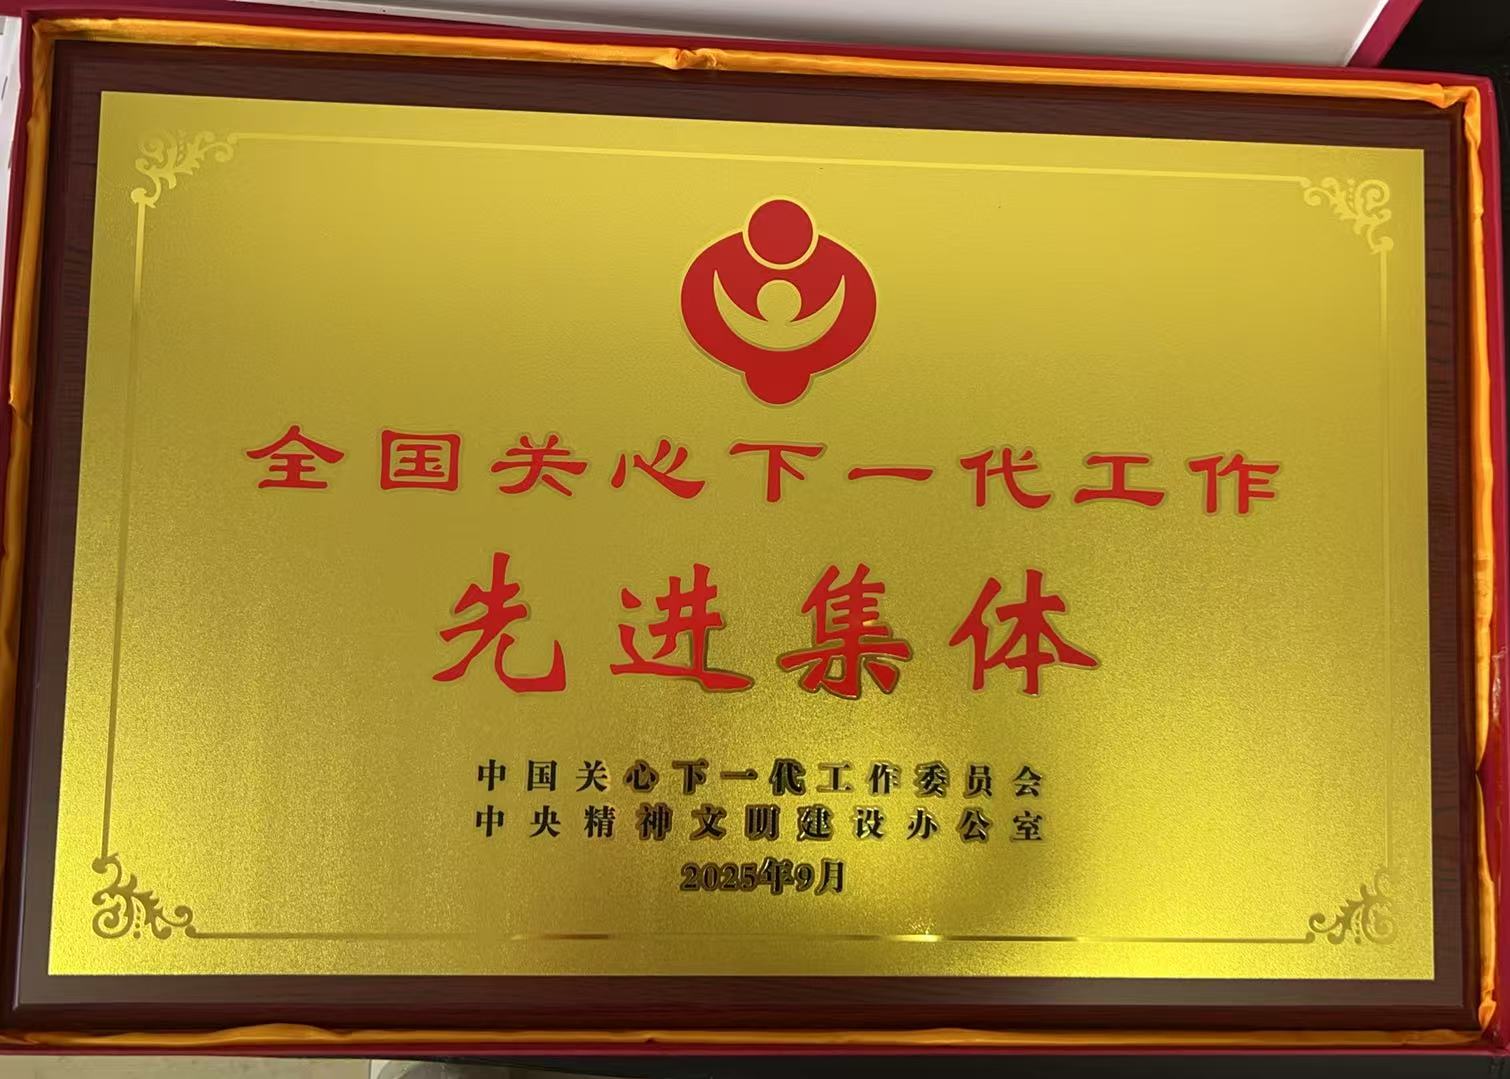 全国关心下一代工作
先进集体
中国关心下一代工作委员会
中央精神文明建设办公室
2025年9月